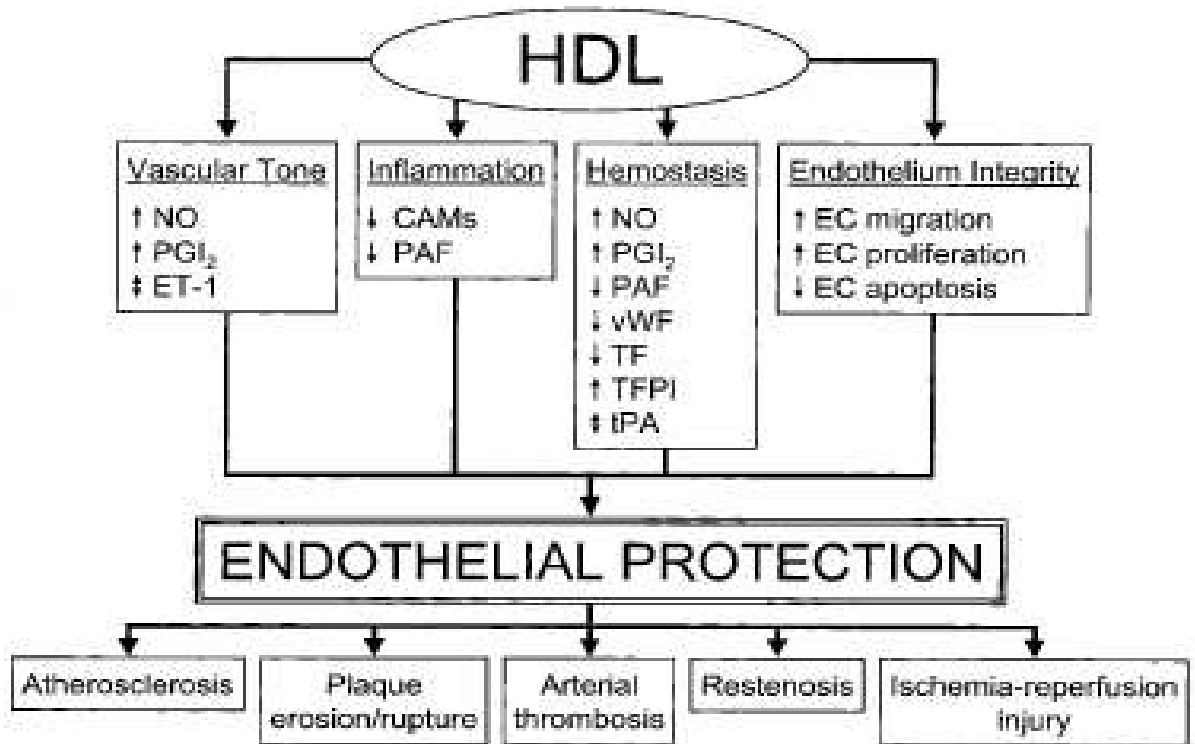 HDL
Vascular Tone
↑ NO
↑ PGI₂
↕ ET-1
Inflammation
↓ CAMs
↓ PAF
Hemostasis
↑ NO
↑ PGI₂
↓ PAF
↓ vWF
↓ TF
↑ TFPI
↕ tPA
Endothelium Integrity
↑ EC migration
↑ EC proliferation
↓ EC apoptosis
ENDOTHELIAL PROTECTION
Atherosclerosis
Plaque
erosion/rupture
Arterial
thrombosis
Restenosis
Ischemia-reperfusion
injury